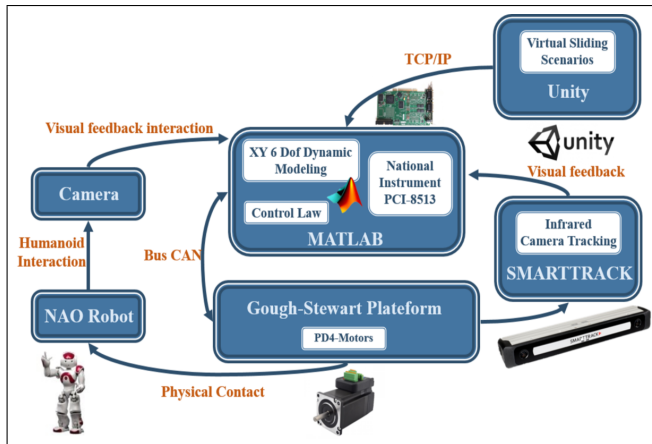 TCP/IP
Virtual Sliding
Scenarios
Unity
unity
Visual feedback interaction
XY 6 Dof Dynamic
Modeling
National
Instrument
PCI-8513
Control Law
MATLAB
Visual feedback
Camera
Infrared
Camera Tracking
SMARTTRACK
Humanoid
Interaction
Bus CAN
NAO Robot
Gough-Stewart Plateform
PD4-Motors
SMARTTRACK
Physical Contact